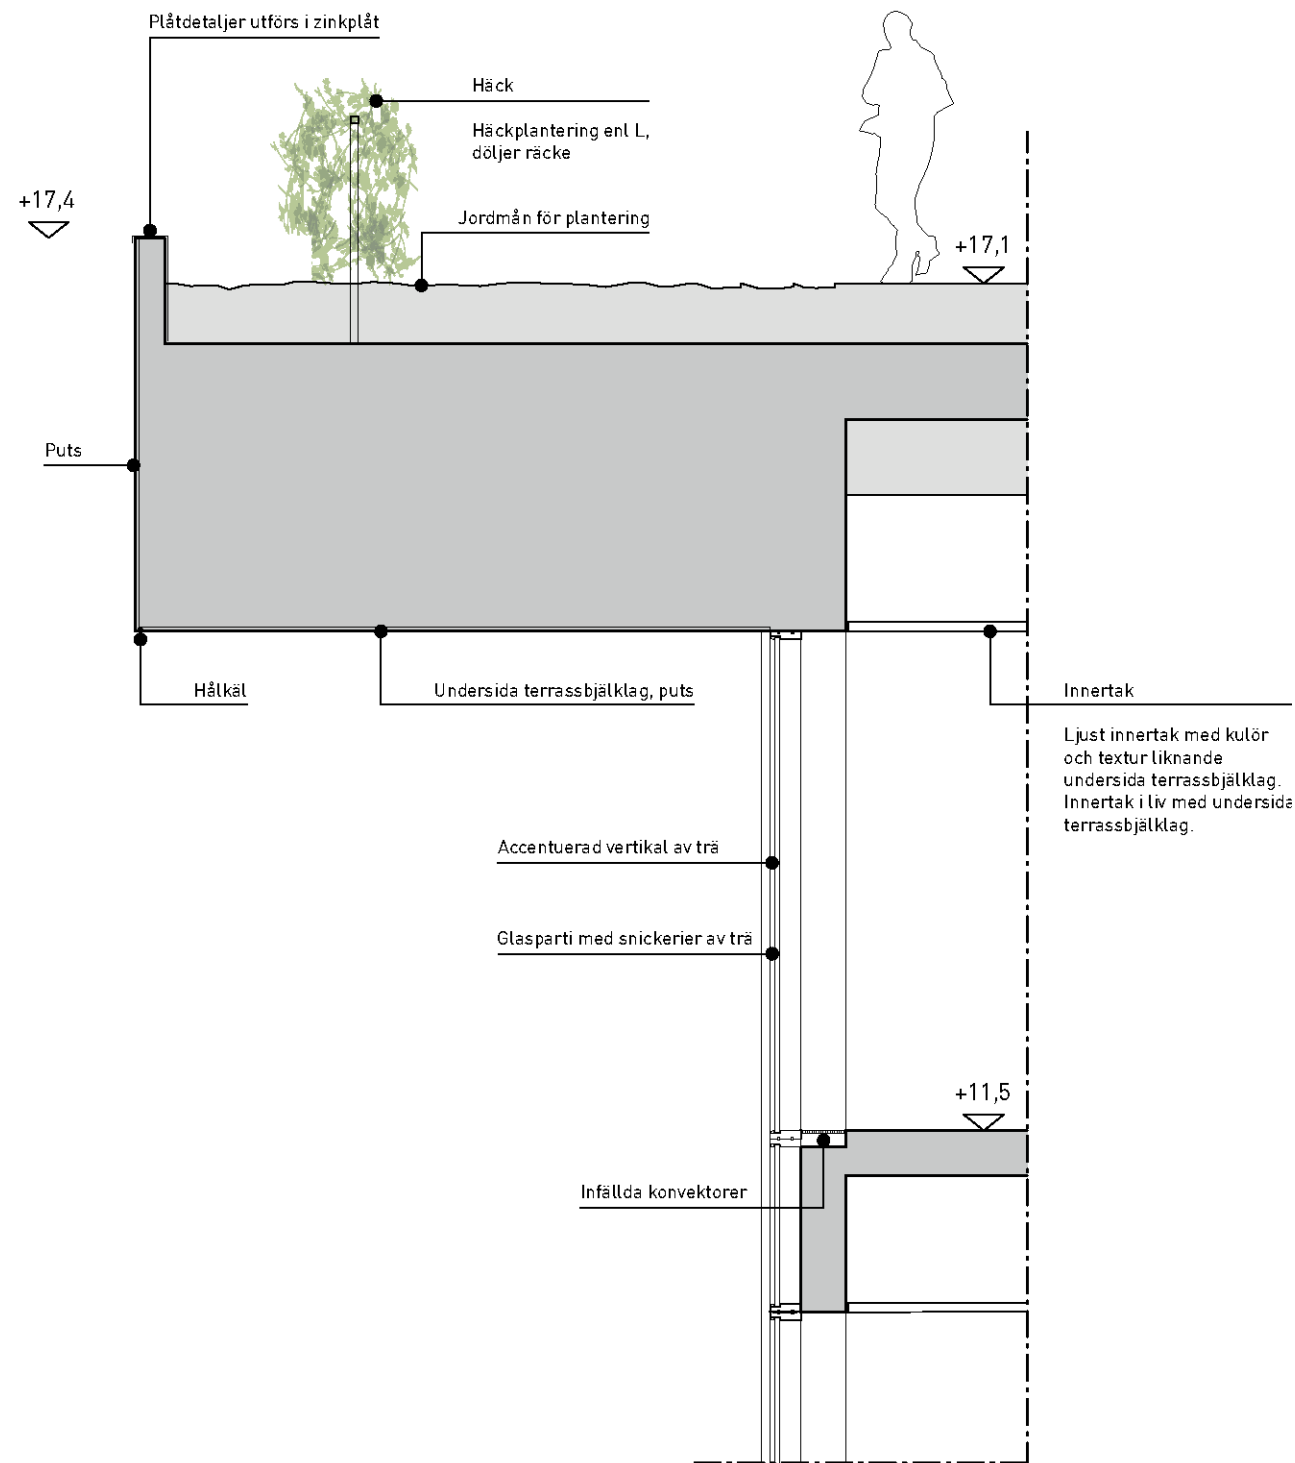 Plåtdetaljer utförs i zinkplåt
Häck
Häckplantering enl L,
döljer räcke
+17,4
Jordmån för plantering
+17,1
Puts
Hålkäl
Undersida terrassbjälklag, puts
Innertak
Ljust innertak med kulör
och textur liknande
undersida terrassbjälklag.
Innertak i liv med undersida
terrassbjälklag.
Accentuerad vertikal av trä
Glasparti med snickerier av trä
+11,5
Infällda konvektorer